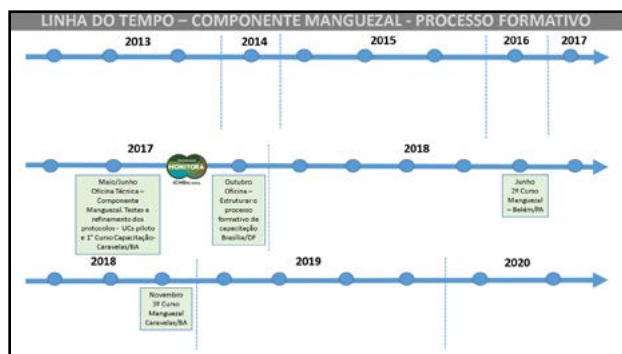 LINHA DO TEMPO – COMPONENTE MANGUEZAL - PROCESSO FORMATIVO
2013 2014 2015 2016 2017
2017 2018
MONITORA
Maio/Junho
Oficina Técnica –
Componente
Manguezal. Testes e
refinamento dos
protocolos - UCs piloto
e 1° Curso Capacitação-
Caravelas/BA
Outubro
Oficina –
Estruturar o
processo
formativo de
capacitação
Brasília/DF
Junho
2º Curso
Manguezal
– Belém/PA
2018 2019 2020
Novembro
3º Curso
Manguezal
Caravelas/BA